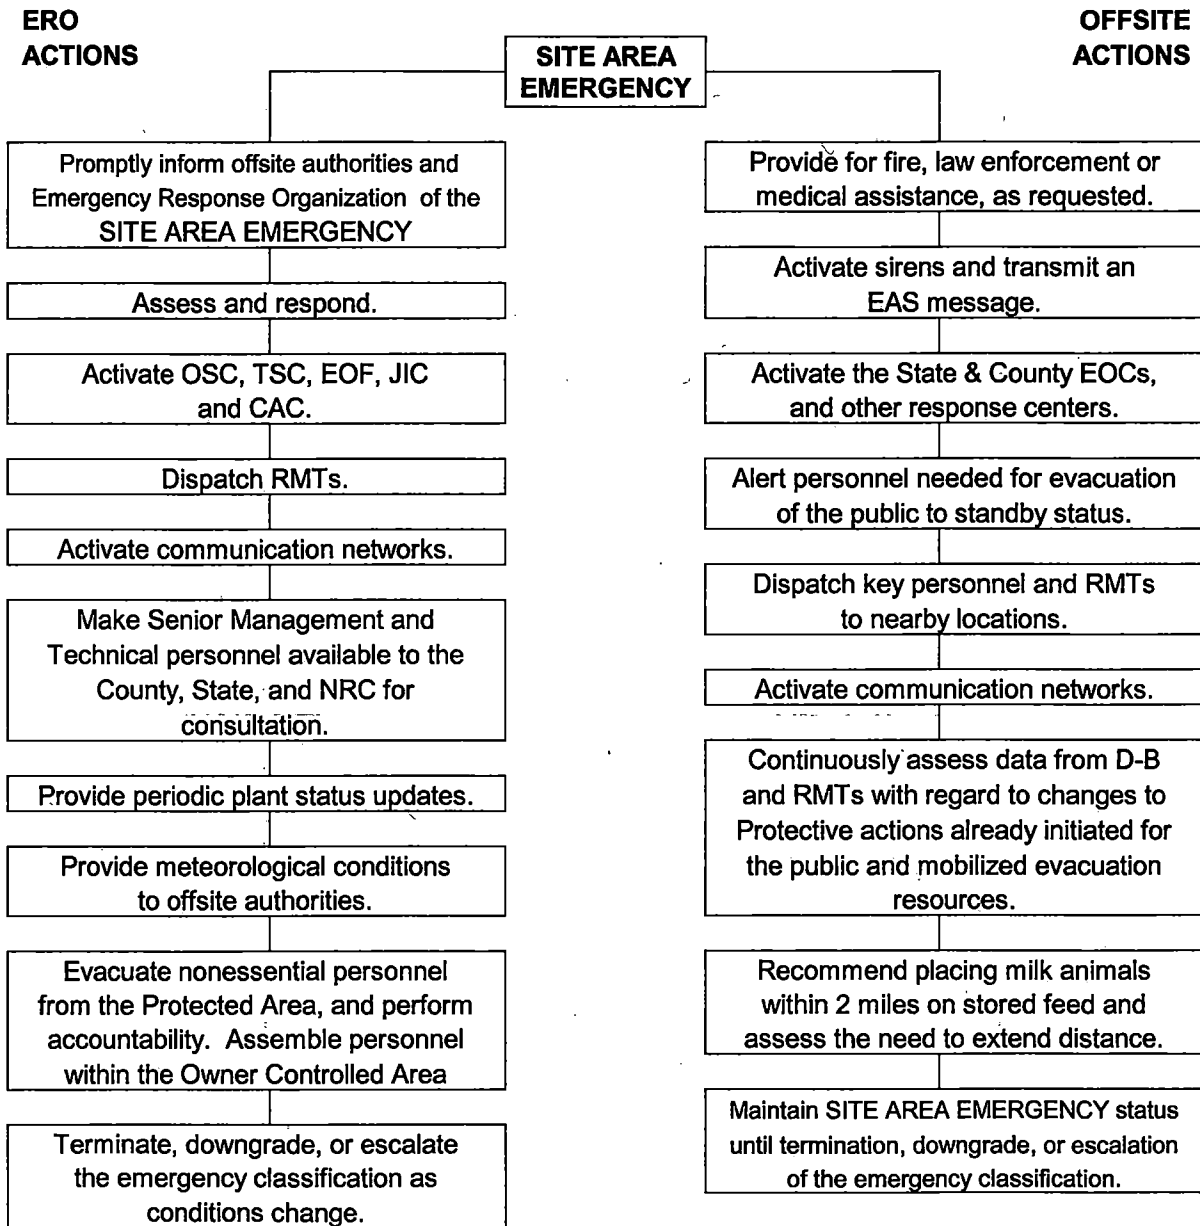 ERO
ACTIONS
OFFSITE
ACTIONS
SITE AREA
EMERGENCY
Promptly inform offsite authorities and
Emergency Response Organization of the
SITE AREA EMERGENCY
Assess and respond.
Activate OSC, TSC, EOF, JIC
and CAC.
Dispatch RMTs.
Activate communication networks.
Make Senior Management and
Technical personnel available to the
County, State, and NRC for
consultation.
Provide periodic plant status updates.
Provide meteorological conditions
to offsite authorities.
Evacuate nonessential personnel
from the Protected Area, and perform
accountability. Assemble personnel
within the Owner Controlled Area
Terminate, downgrade, or escalate
the emergency classification as
conditions change.
Provide for fire, law enforcement or
medical assistance, as requested.
Activate sirens and transmit an
EAS message.
Activate the State & County EOCs,
and other response centers.
Alert personnel needed for evacuation
of the public to standby status.
Dispatch key personnel and RMTs
to nearby locations.
Activate communication networks.
Continuously assess data from D-B
and RMTs with regard to changes to
Protective actions already initiated for
the public and mobilized evacuation
resources.
Recommend placing milk animals
within 2 miles on stored feed and
assess the need to extend distance.
Maintain SITE AREA EMERGENCY status
until termination, downgrade, or escalation
of the emergency classification.